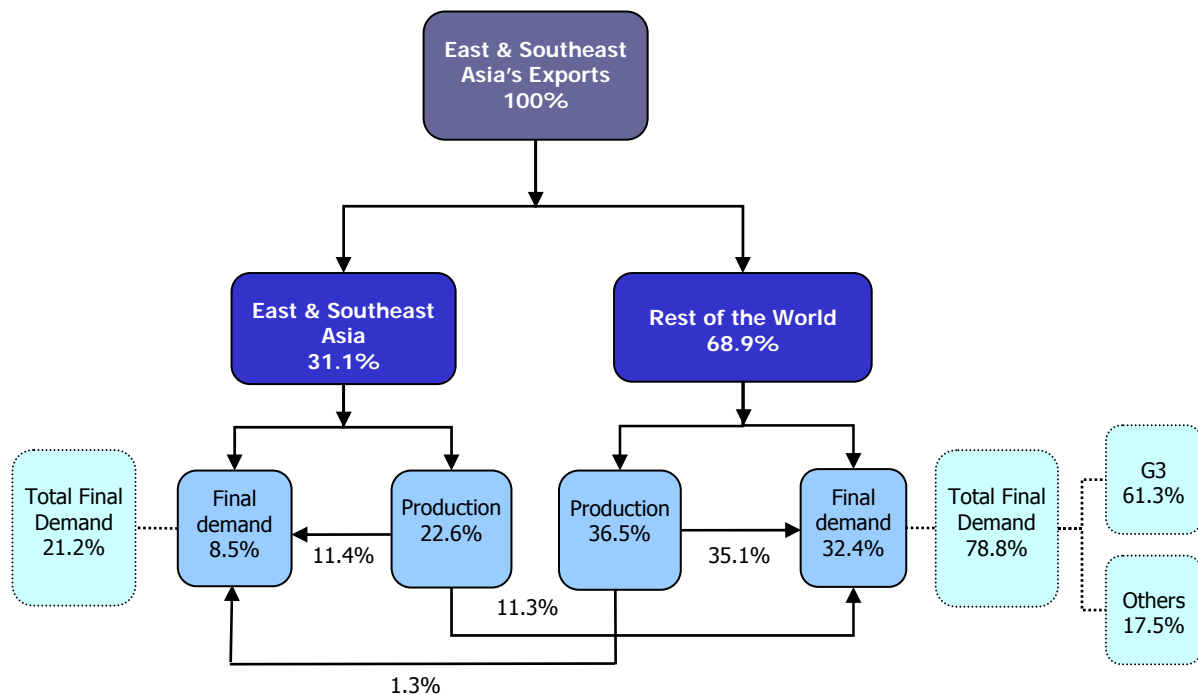 East & Southeast
Asia's Exports
100%
East & Southeast
Asia
31.1%
Rest of the World
68.9%
Total Final
Demand
21.2%
Final
demand
8.5%
11.4%
Production
22.6%
11.3%
Production
36.5%
35.1%
Final
demand
32.4%
Total Final
Demand
78.8%
G3
61.3%
Others
17.5%
1.3%